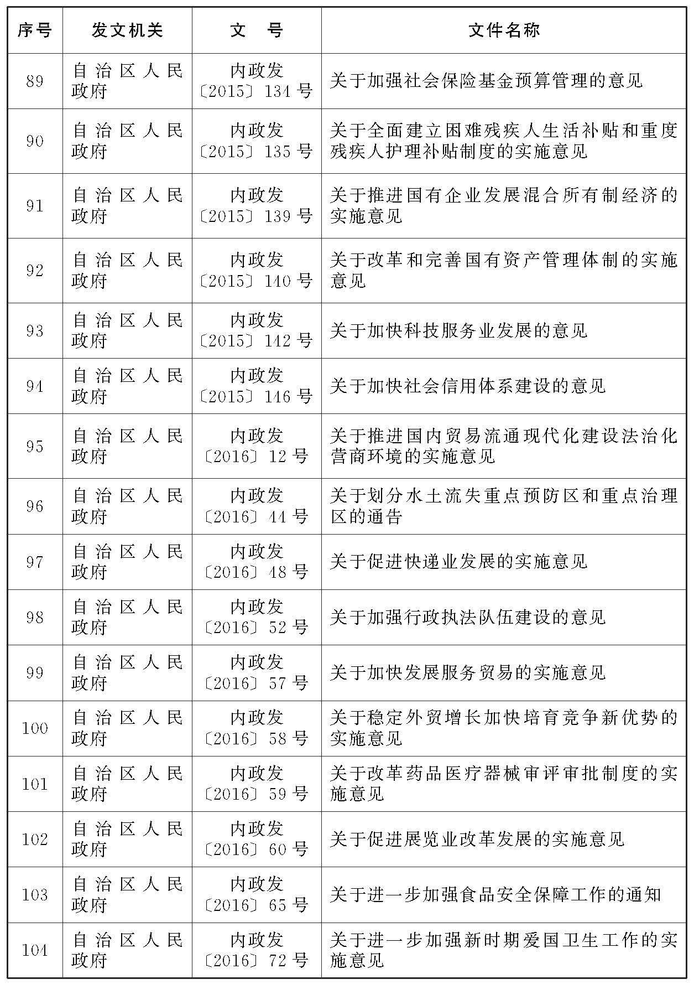 序号 发文机关 文 号 文件名称
89 自治区人民政府 内政发〔2015〕134号 关于加强社会保险基金预算管理的意见
90 自治区人民政府 内政发〔2015〕135号 关于全面建立困难残疾人生活补贴和重度
残疾人护理补贴制度的实施意见
91 自治区人民政府 内政发〔2015〕139号 关于推进国有企业发展混合所有制经济的
实施意见
92 自治区人民政府 内政发〔2015〕140号 关于改革和完善国有资产管理体制的实施
意见
93 自治区人民政府 内政发〔2015〕142号 关于加快科技服务业发展的意见
94 自治区人民政府 内政发〔2015〕146号 关于加快社会信用体系建设的意见
95 自治区人民政府 内政发〔2016〕12号 关于推进国内贸易流通现代化建设法治化
营商环境的实施意见
96 自治区人民政府 内政发〔2016〕44号 关于划分水土流失重点预防区和重点治理
区的通告
97 自治区人民政府 内政发〔2016〕48号 关于促进快递业发展的实施意见
98 自治区人民政府 内政发〔2016〕52号 关于加强行政执法队伍建设的意见
99 自治区人民政府 内政发〔2016〕57号 关于加快发展服务贸易的实施意见
100 自治区人民政府 内政发〔2016〕58号 关于稳定外贸增长加快培育竞争新优势的
实施意见
101 自治区人民政府 内政发〔2016〕59号 关于改革药品医疗器械审评审批制度的实
施意见
102 自治区人民政府 内政发〔2016〕60号 关于促进展览业改革发展的实施意见
103 自治区人民政府 内政发〔2016〕65号 关于进一步加强食品安全保障工作的通知
104 自治区人民政府 内政发〔2016〕72号 关于进一步加强新时期爱国卫生工作的实
施意见